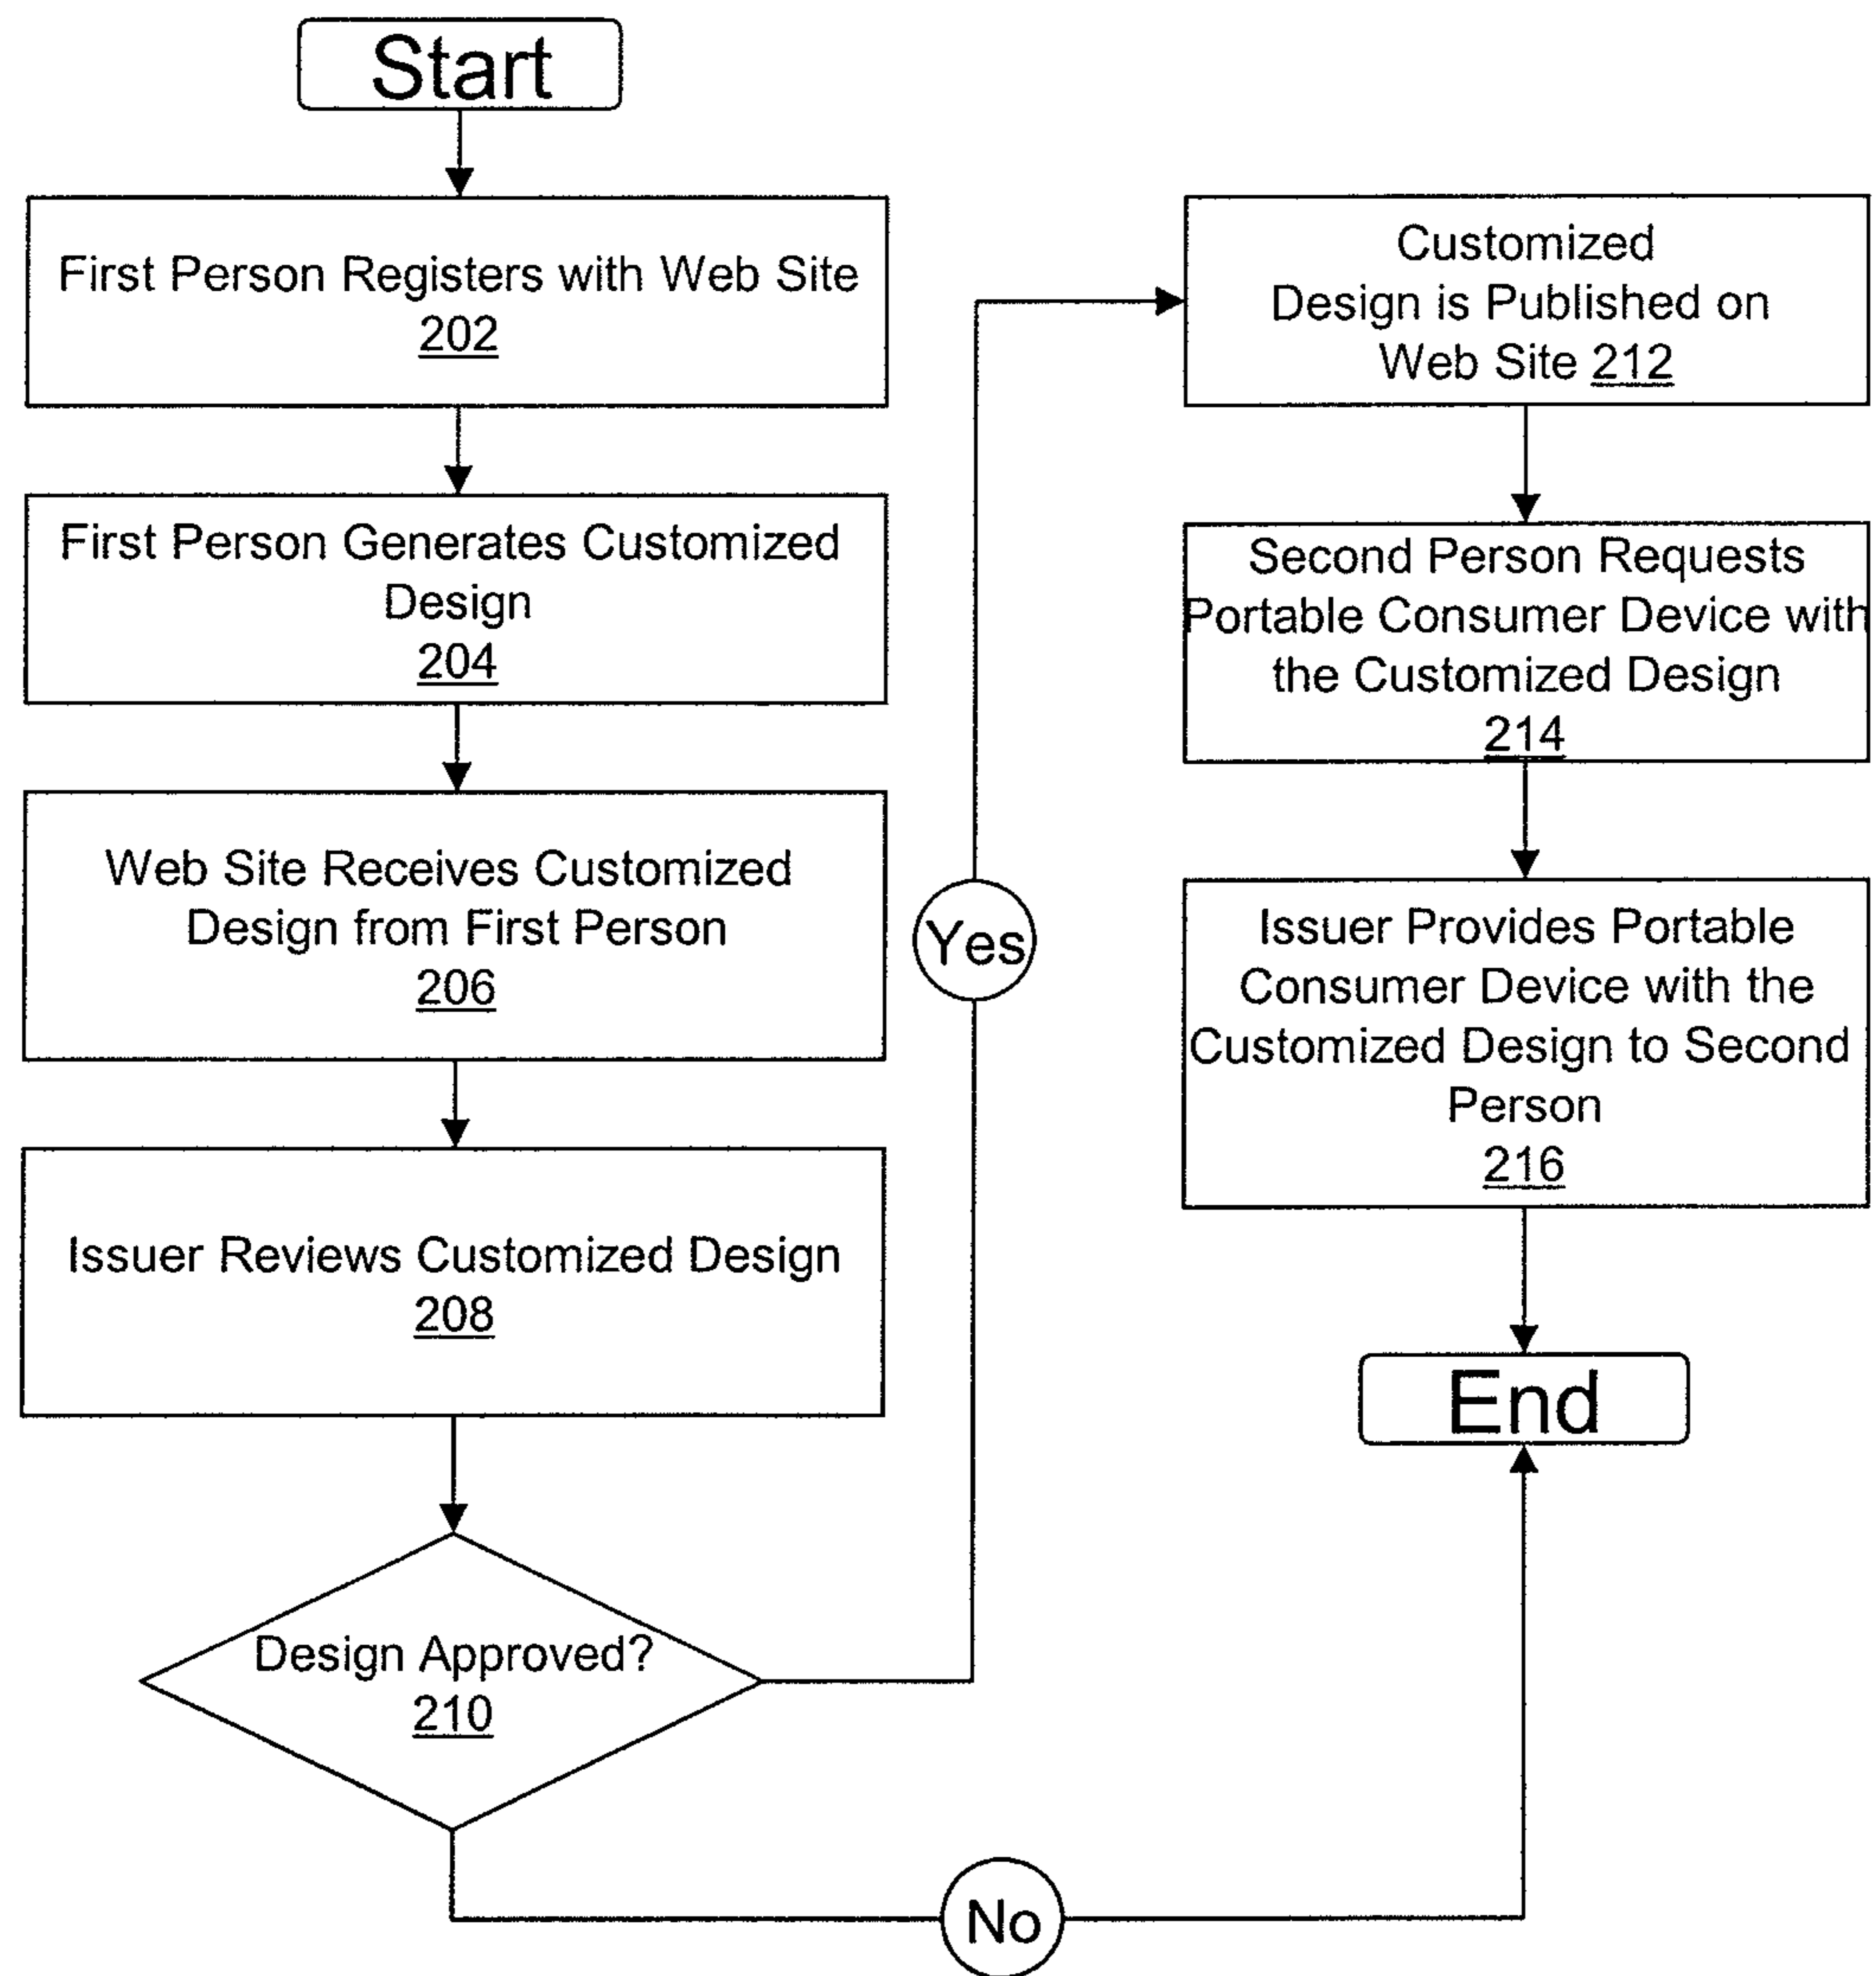 Start
First Person Registers with Web Site
202
First Person Generates Customized
Design
204
Web Site Receives Customized
Design from First Person
206
Issuer Reviews Customized Design
208
Design Approved?
210
Yes
No
Customized
Design is Published on
Web Site 212
Second Person Requests
Portable Consumer Device with
the Customized Design
214
Issuer Provides Portable
Consumer Device with the
Customized Design to Second
Person
216
End